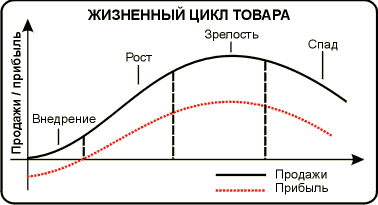 ЖИЗНЕННЫЙ ЦИКЛ ТОВАРА
Зрелость
Рост
Спад
Внедрение
Продажи / прибыль
Продажи
Прибыль